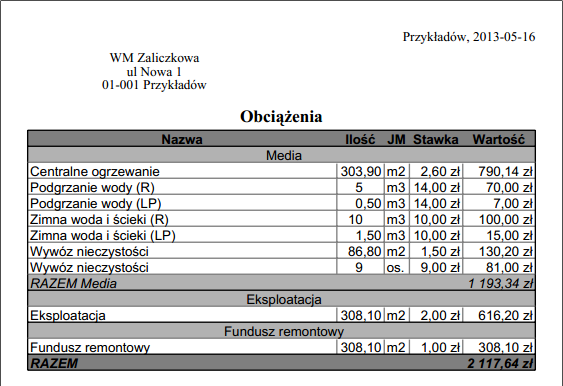 Przykładów, 2013-05-16
WM Zaliczkowa
ul Nowa 1
01-001 Przykładów
Obciążenia
Nazwa Ilość JM Stawka Wartość
Media
Centralne ogrzewanie 303,90 m2 2,60 zł 790,14 zł
Podgrzanie wody (R) 5 m3 14,00 zł 70,00 zł
Podgrzanie wody (LP) 0,50 m3 14,00 zł 7,00 zł
Zimna woda i ścieki (R) 10 m3 10,00 zł 100,00 zł
Zimna woda i ścieki (LP) 1,50 m3 10,00 zł 15,00 zł
Wywóz nieczystości 86,80 m2 1,50 zł 130,20 zł
Wywóz nieczystości 9 os. 9,00 zł 81,00 zł
RAZEM Media 1 193,34 zł
Eksploatacja
Eksploatacja 308,10 m2 2,00 zł 616,20 zł
Fundusz remontowy
Fundusz remontowy 308,10 m2 1,00 zł 308,10 zł
RAZEM 2 117,64 zł